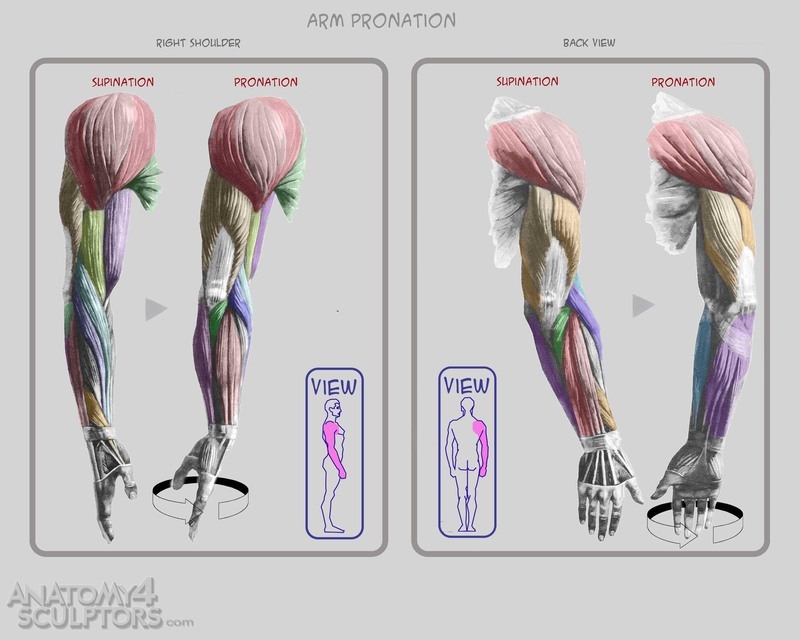 ARM PRONATION
RIGHT SHOULDER
SUPINATION
PRONATION
VIEW
BACK VIEW
SUPINATION
PRONATION
VIEW
ANATOMY4
SCULPTORS.com